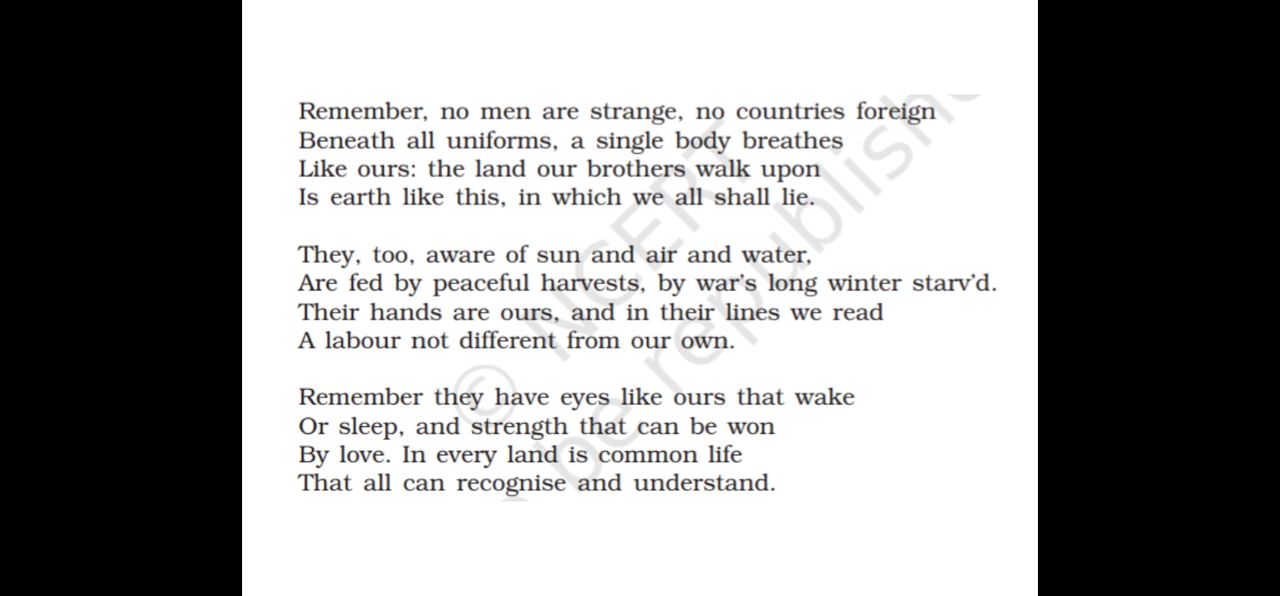 Remember, no men are strange, no countries foreign
Beneath all uniforms, a single body breathes
Like ours: the land our brothers walk upon
Is earth like this, in which we all shall lie.
They, too, aware of sun and air and water,
Are fed by peaceful harvests, by war's long winter starv'd.
Their hands are ours, and in their lines we read
A labour not different from our own.
Remember they have eyes like ours that wake
Or sleep, and strength that can be won
By love. In every land is common life
That all can recognise and understand.
© NCERT
be republished